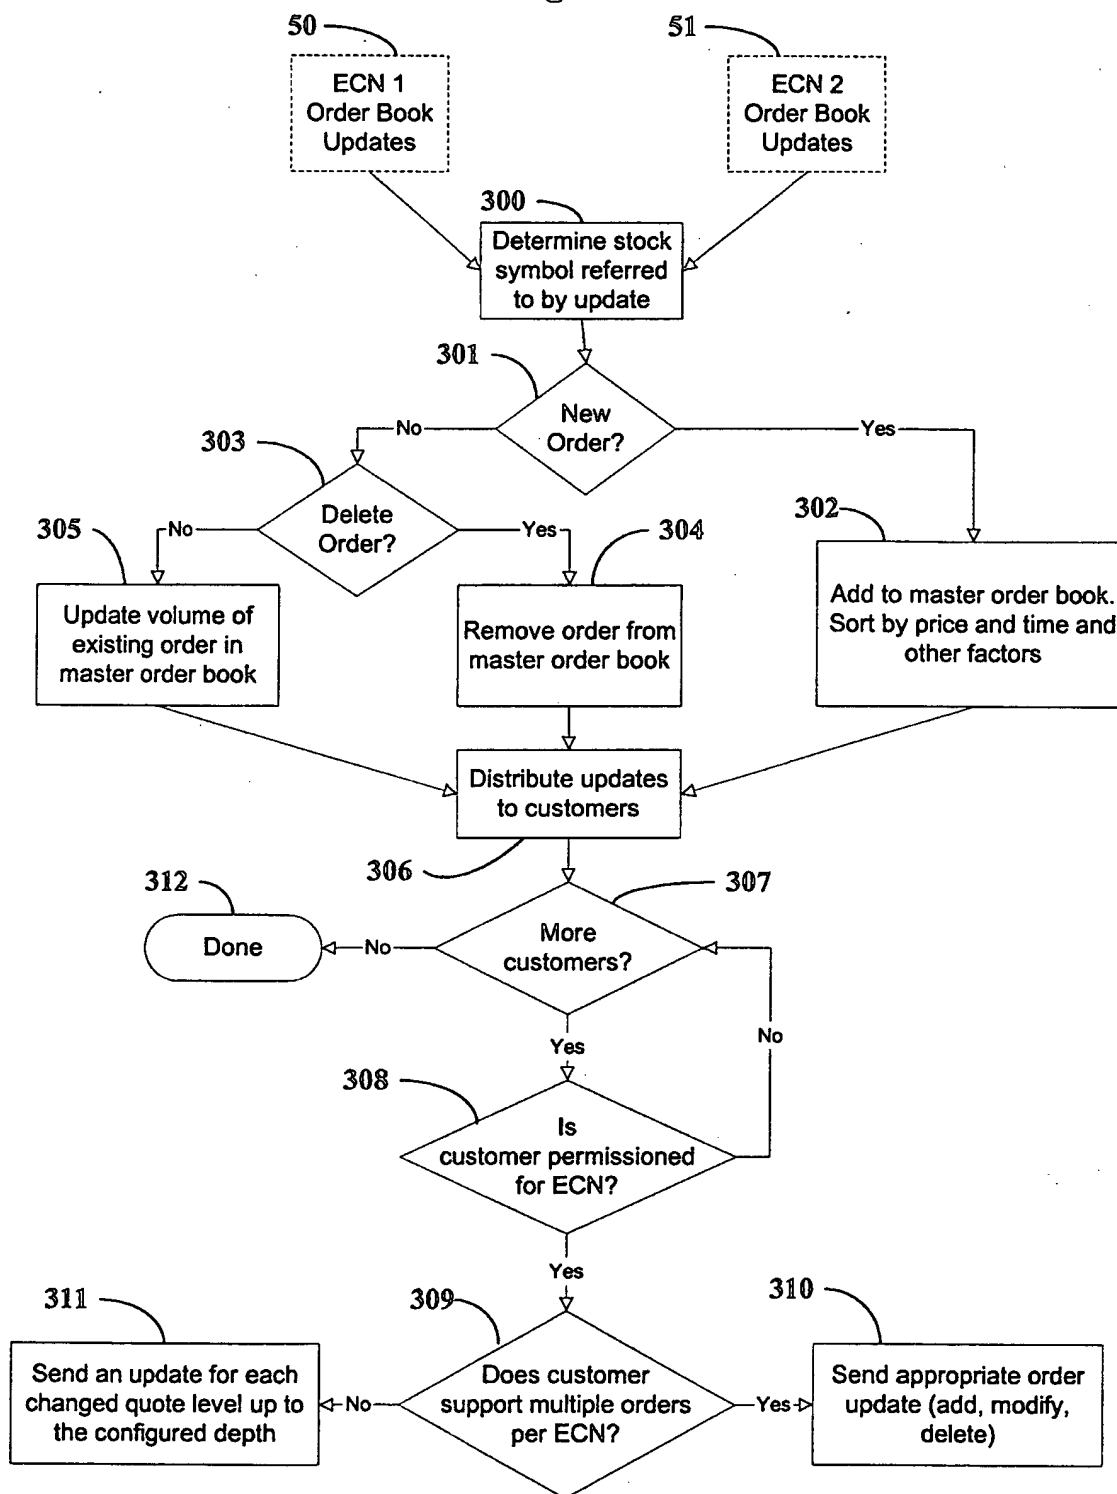 50
51
ECN 1
Order Book
Updates
ECN 2
Order Book
Updates
300
Determine stock
symbol referred
to by update
301
New
Order?
No
Yes
303
Delete
Order?
No
Yes
305
304
302
Update volume of
existing order in
master order book
Remove order from
master order book
Add to master order book.
Sort by price and time and
other factors
Distribute updates
to customers
306
312
307
Done
No
More
customers?
Yes
No
308
Is
customer permissioned
for ECN?
Yes
311
309
310
Send an update for each
changed quote level up to
the configured depth
No
Does customer
support multiple orders
per ECN?
Yes
Send appropriate order
update (add, modify,
delete)